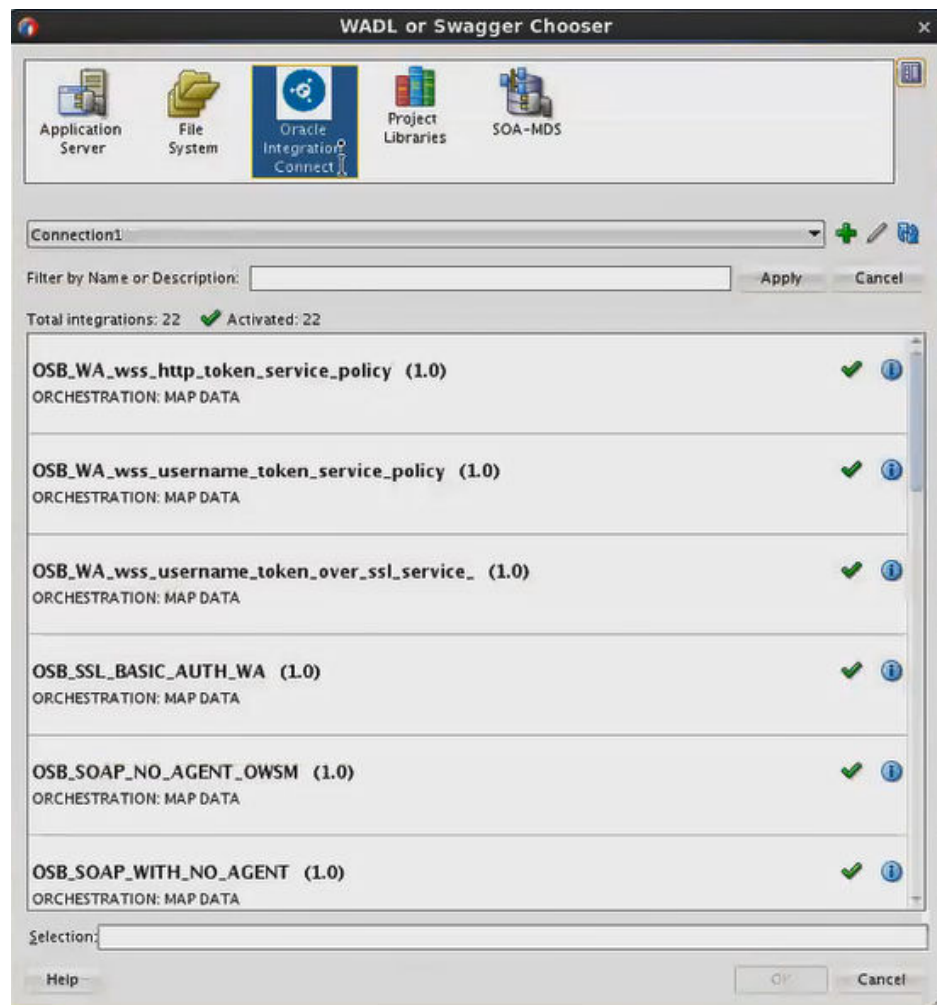 WADL or Swagger Chooser
Application
Server
File
System
Oracle
Integration
Connect
Project
Libraries
SOA-MDS
Connection1
Filter by Name or Description:
Apply
Cancel
Total integrations: 22 Activated: 22
OSB_WA_wss_http_token_service_policy (1.0)
ORCHESTRATION: MAP DATA
OSB_WA_wss_username_token_service_policy (1.0)
ORCHESTRATION: MAP DATA
OSB_WA_wss_username_token_over_ssl_service_ (1.0)
ORCHESTRATION: MAP DATA
OSB_SSL_BASIC_AUTH_WA (1.0)
ORCHESTRATION: MAP DATA
OSB_SOAP_NO_AGENT_OWSM (1.0)
ORCHESTRATION: MAP DATA
OSB_SOAP_WITH_NO_AGENT (1.0)
ORCHESTRATION: MAP DATA
Selection:
Help
OK
Cancel